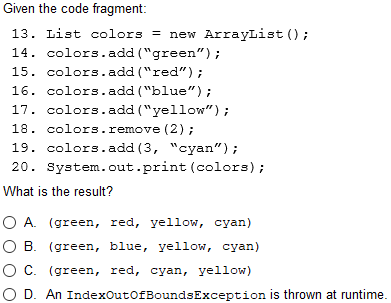 Given the code fragment:
13. List colors = new ArrayList();
14. colors.add(“green”);
15. colors.add(“red”);
16. colors.add(“blue”);
17. colors.add(“yellow”);
18. colors.remove(2);
19. colors.add(3, “cyan”);
20. System.out.print(colors);
What is the result?
A. (green, red, yellow, cyan)
B. (green, blue, yellow, cyan)
C. (green, red, cyan, yellow)
D. An IndexOutOfBoundsException is thrown at runtime.